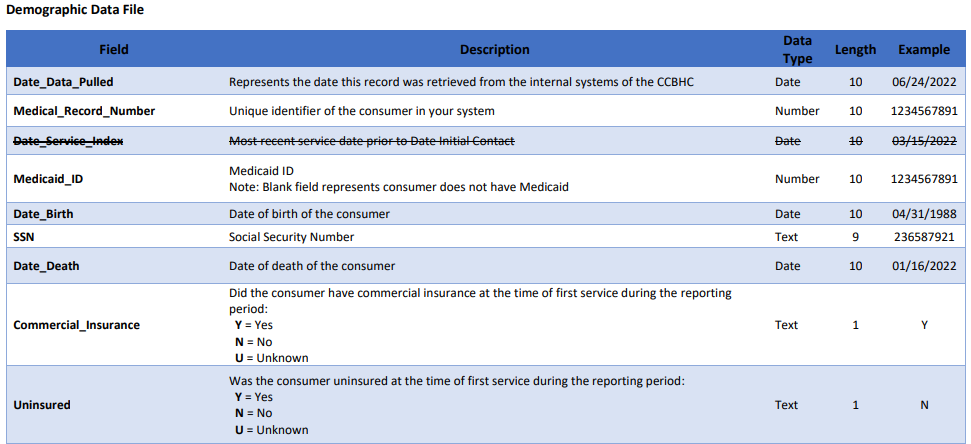 Demographic Data File
Field Description Data Type Length Example
Date_Data_Pulled Represents the date this record was retrieved from the internal systems of the CCBHC Date 10 06/24/2022
Medical_Record_Number Unique identifier of the consumer in your system Number 10 1234567891
Date_Service_Index Most recent service date prior to Date Initial Contact Date 10 03/15/2022
Medicaid_ID Medicaid ID Number 10 1234567891
Note: Blank field represents consumer does not have Medicaid
Date_Birth Date of birth of the consumer Date 10 04/31/1988
SSN Social Security Number Text 9 236587921
Date_Death Date of death of the consumer Date 10 01/16/2022
Did the consumer have commercial insurance at the time of first service during the reporting
period:
Commercial_Insurance Y = Yes Text 1 Y
N = No
U = Unknown
Was the consumer uninsured at the time of first service during the reporting period:
Uninsured Y = Yes Text 1 N
N = No
U = Unknown